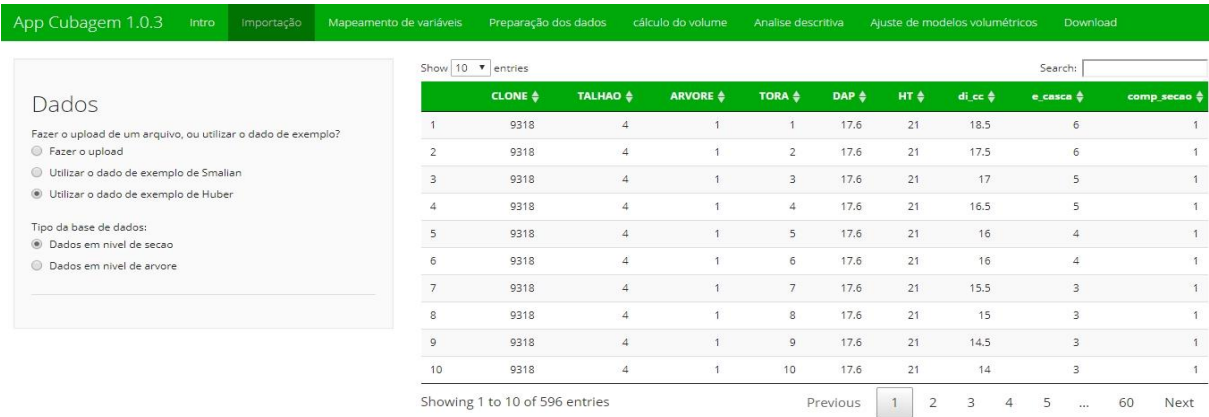 App Cubagem 1.0.3 Intro Importação Mapeamento de variáveis Preparação dos dados cálculo do volume Analise descritiva Ajuste de modelos volumétricos Download
Dados
Fazer o upload de um arquivo, ou utilizar o dado de exemplo?
Fazer o upload
Utilizar o dado de exemplo de Smalian
Utilizar o dado de exemplo de Huber
Tipo da base de dados:
Dados em nivel de secao
Dados em nivel de arvore
Show 10 entries Search:
CLONE TALHAO ARVORE TORA DAP HT di_cc e_casca comp_secao
1 9318 4 1 1 17.6 21 18.5 6 1
2 9318 4 1 2 17.6 21 17.5 6 1
3 9318 4 1 3 17.6 21 17 5 1
4 9318 4 1 4 17.6 21 16.5 5 1
5 9318 4 1 5 17.6 21 16 4 1
6 9318 4 1 6 17.6 21 16 4 1
7 9318 4 1 7 17.6 21 15.5 3 1
8 9318 4 1 8 17.6 21 15 3 1
9 9318 4 1 9 17.6 21 14.5 3 1
10 9318 4 1 10 17.6 21 14 3 1
Showing 1 to 10 of 596 entries Previous 1 2 3 4 5 ... 60 Next